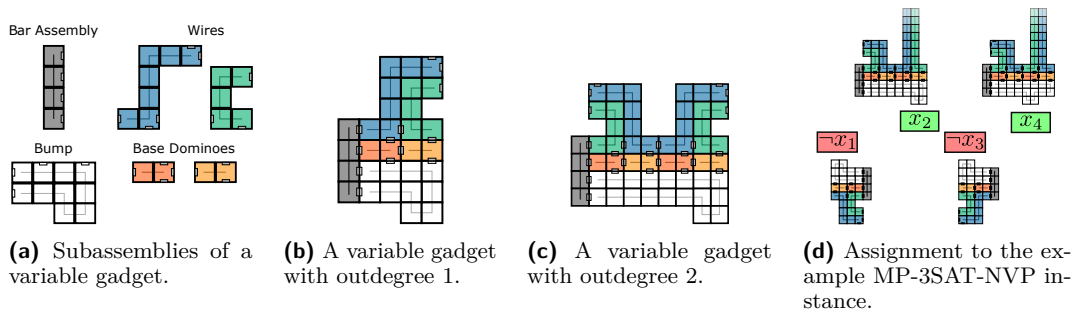 Bar Assembly
Wires
Bump
Base Dominoes
x2
x4
¬x1
¬x3
(a) Subassemblies of a
variable gadget.
(b) A variable gadget
with outdegree 1.
(c) A variable gadget
with outdegree 2.
(d) Assignment to the ex-
ample MP-3SAT-NVP in-
stance.